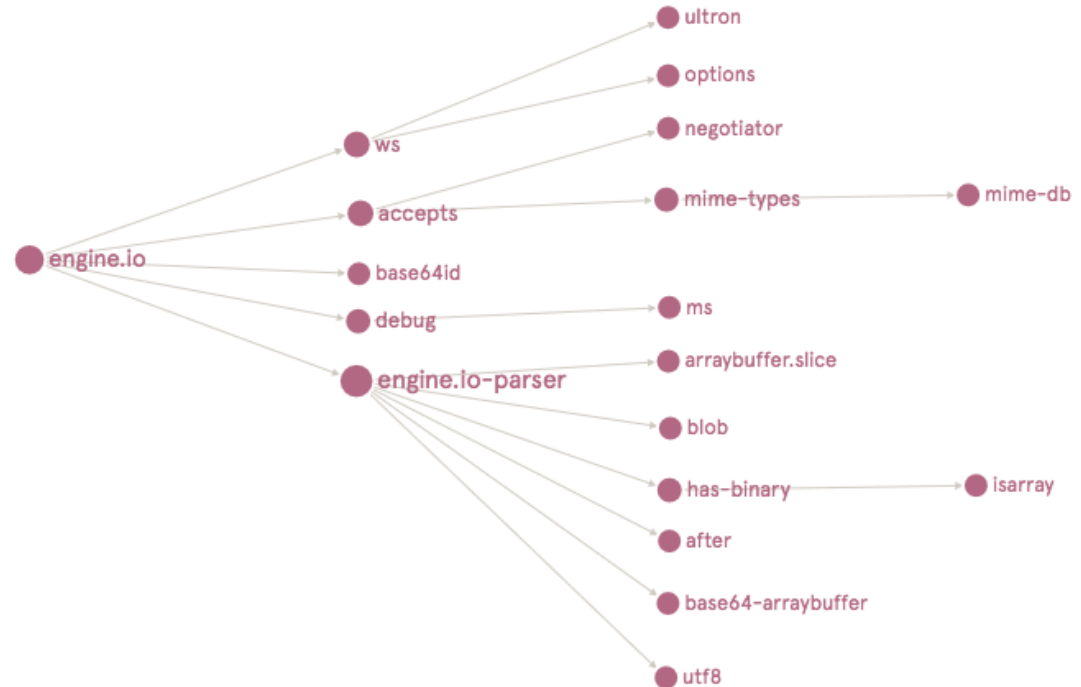 ultron
options
negotiator
ws
mime-types
mime-db
accepts
engine.io
base64id
ms
debug
arraybuffer.slice
engine.io-parser
blob
has-binary
isarray
after
base64-arraybuffer
utf8